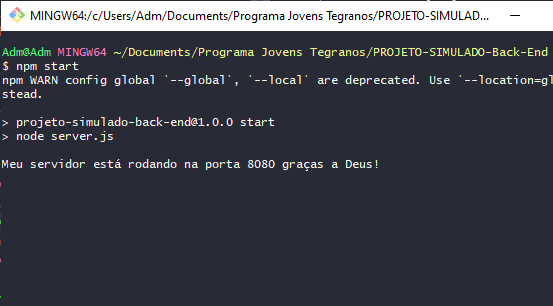 MINGW64:/c/Users/Adm/Documents/Programa Jovens Tegranos/PROJETO-SIMULAD...
Adm@Adm MINGW64 ~/Documents/Programa Jovens Tegranos/PROJETO-SIMULADO-Back-End
$ npm start
npm WARN config global `--global`, `--local` are deprecated. Use `--location=gl
stead.
> projeto-simulado-back-end@1.0.0 start
> node server.js
Meu servidor está rodando na porta 8080 graças a Deus!